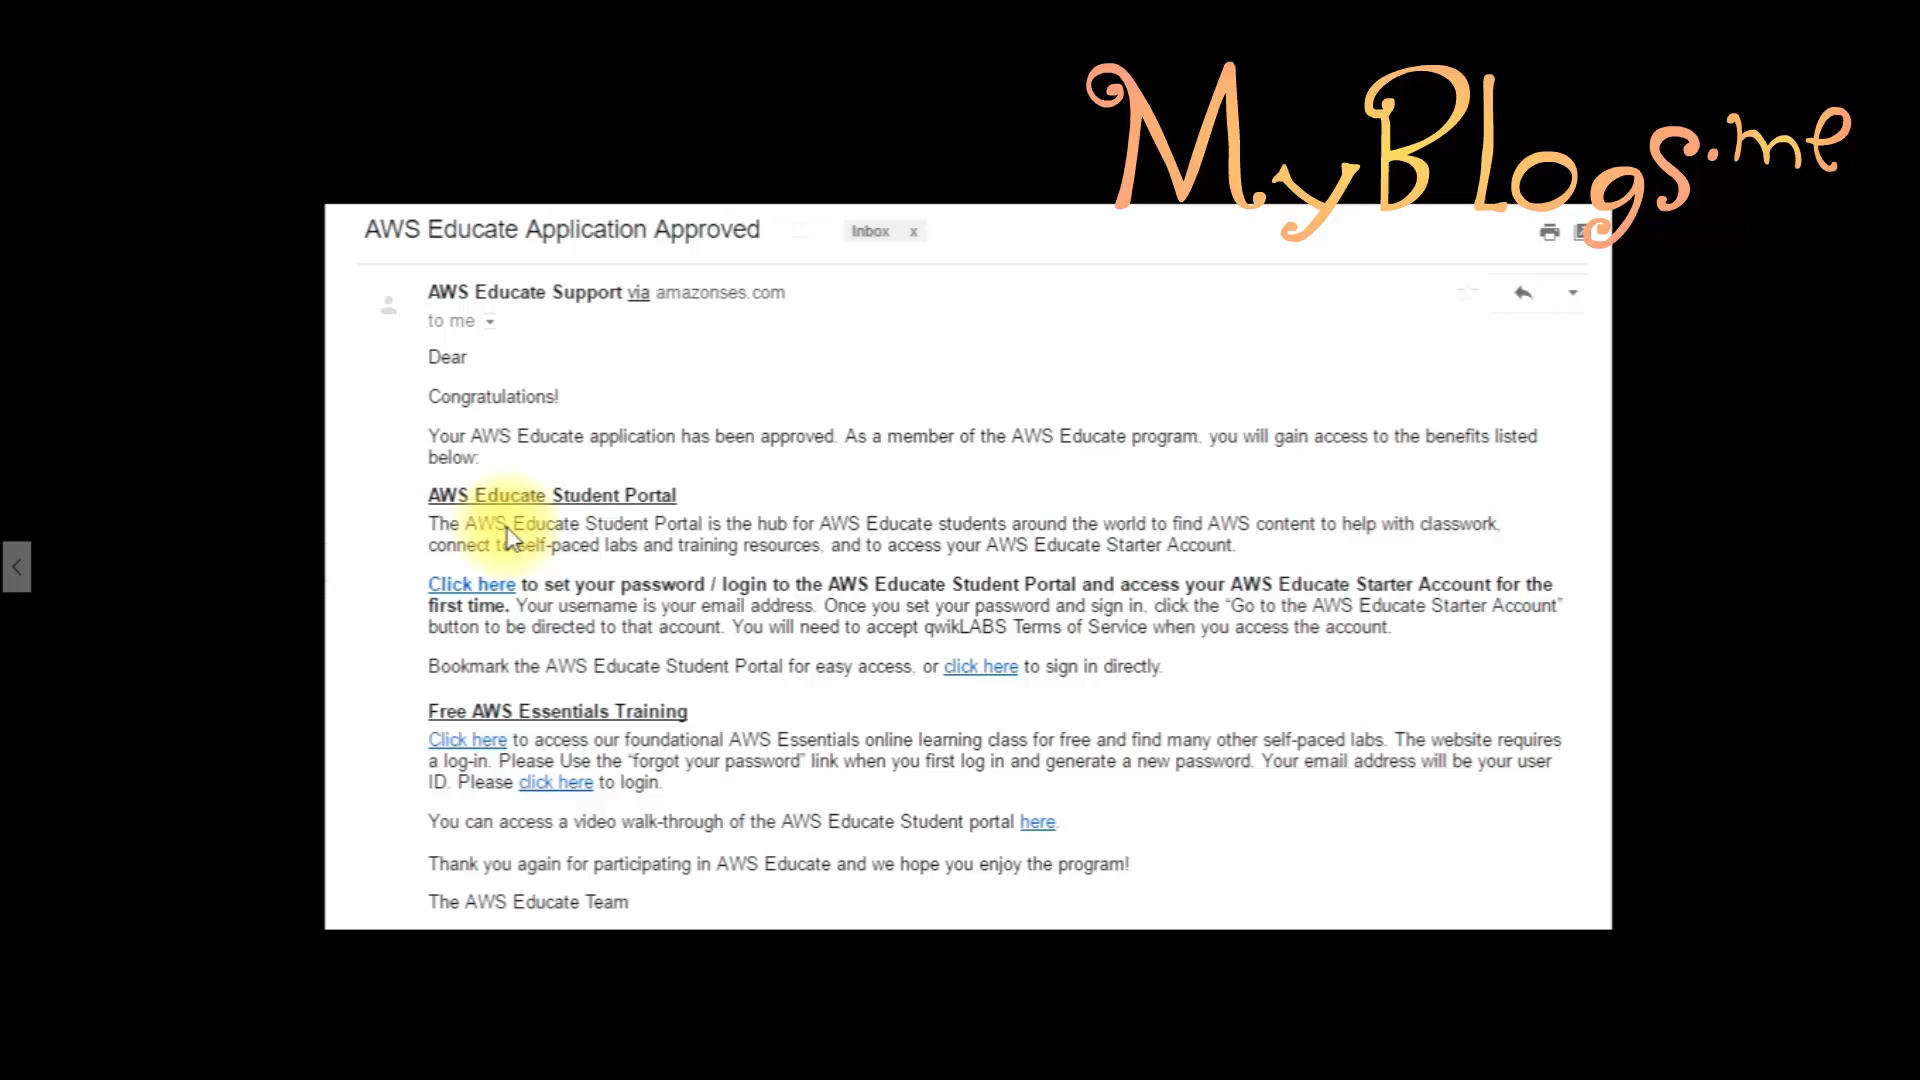 MyBlogs.me
AWS Educate Application Approved
Inbox x
AWS Educate Support via amazonses.com
to me
Dear
Congratulations!
Your AWS Educate application has been approved. As a member of the AWS Educate program, you will gain access to the benefits listed
below:
AWS Educate Student Portal
The AWS Educate Student Portal is the hub for AWS Educate students around the world to find AWS content to help with classwork,
connect to self-paced labs and training resources, and to access your AWS Educate Starter Account.
Click here to set your password / login to the AWS Educate Student Portal and access your AWS Educate Starter Account for the
first time. Your username is your email address. Once you set your password and sign in, click the “Go to the AWS Educate Starter Account”
button to be directed to that account. You will need to accept qwikLABS Terms of Service when you access the account.
Bookmark the AWS Educate Student Portal for easy access, or click here to sign in directly.
Free AWS Essentials Training
Click here to access our foundational AWS Essentials online learning class for free and find many other self-paced labs. The website requires
a log-in. Please Use the “forgot your password” link when you first log in and generate a new password. Your email address will be your user
ID. Please click here to login.
You can access a video walk-through of the AWS Educate Student portal here.
Thank you again for participating in AWS Educate and we hope you enjoy the program!
The AWS Educate Team